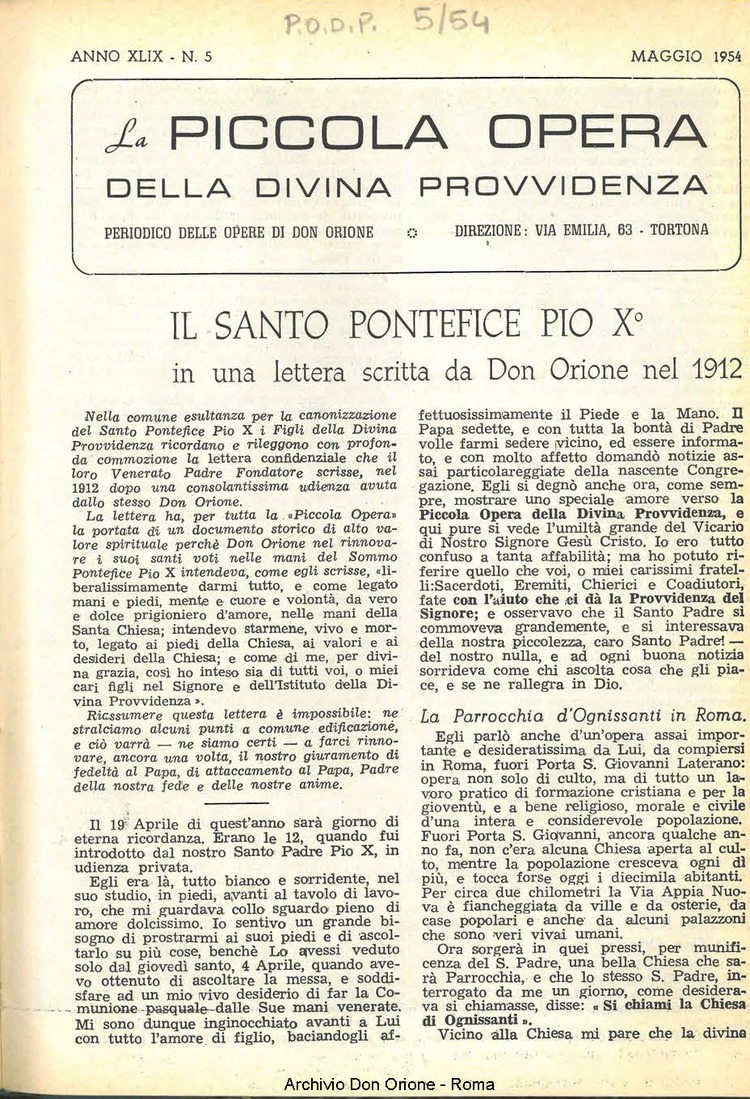 P.O.D.P. 5/54
ANNO XLIX - N. 5
MAGGIO 1954
La PICCOLA OPERA
DELLA DIVINA PROVVIDENZA
PERIODICO DELLE OPERE DI DON ORIONE
DIREZIONE: VIA EMILIA, 63 - TORTONA
IL SANTO PONTEFICE PIO X°
in una lettera scritta da Don Orione nel 1912
Nella comune esultanza per la canonizzazione
del Santo Pontefice Pio X i Figli della Divina
Provvidenza ricordano e rileggono con profon-
da commozione la lettera confidenziale che il
loro Venerato Padre Fondatore scrisse, nel
1912 dopo una consolantissima udienza avuta
dallo stesso Don Orione.
La lettera ha, per tutta la «Piccola Opera»
la portata di un documento storico di alto va-
lore spirituale perchè Don Orione nel rinnova-
re i suoi santi voti nelle mani del Sommo
Pontefice Pio X intendeva, come egli scrisse, «li-
beralissimamente darmi tutto, e come legato
mani e piedi, mente e cuore e volontà, da vero
e dolce prigioniero d'amore, nelle mani della
Santa Chiesa; intendevo starmene, vivo e mor-
to, legato ai piedi della Chiesa, ai valori e ai
desideri della Chiesa; e come di me, per divi-
na grazia, così ho inteso sia di tutti voi, o miei
cari figli nel Signore e dell'Istituto della Di-
vina Provvidenza ».
Riassumere questa lettera è impossibile: ne
stralciamo alcuni punti a comune edificazione,
e ciò varrà — ne siamo certi — a farci rinno-
vare, ancora una volta, il nostro giuramento di
fedeltà al Papa, di attaccamento al Papa, Padre
della nostra fede e delle nostre anime.
Il 19 Aprile di quest'anno sarà giorno di
eterna ricordanza. Erano le 12, quando fui
introdotto dal nostro Santo Padre Pio X, in
udienza privata.
Egli era là, tutto bianco e sorridente, nel
suo studio, in piedi, avanti al tavolo di lavo-
ro, che mi guardava collo sguardo pieno di
amore dolcissimo. Io sentivo un grande bi-
sogno di prostrarmi ai suoi piedi e di ascol-
tarlo su più cose, benchè Lo avessi veduto
solo dal giovedì santo, 4 Aprile, quando ave-
vo ottenuto di ascoltare la messa, e soddi-
sfare ad un mio vivo desiderio di far la Co-
munione pasquale dalle Sue mani venerate.
Mi sono dunque inginocchiato avanti a Lui
con tutto l'amore di figlio, baciandogli af-
fettuosissimamente il Piede e la Mano. Il
Papa sedette, e con tutta la bontà di Padre
volle farmi sedere vicino, ed essere informa-
to, e con molto affetto domandò notizie as-
sai particolareggiate della nascente Congre-
gazione. Egli si degnò anche ora, come sem-
pre, mostrare uno speciale amore verso la
Piccola Opera della Divina Provvidenza, e
qui pure si vede l'umiltà grande del Vicario
di Nostro Signore Gesù Cristo. Io ero tutto
confuso a tanta affabilità; ma ho potuto ri-
ferire quello che voi, o miei carissimi fratel-
li:Sacerdoti, Eremiti, Chierici e Coadiutori,
fate con l'aiuto che ci dà la Provvidenza del
Signore; e osservavo che il Santo Padre si
commoveva grandemente, e si interessava
della nostra piccolezza, caro Santo Padre! —
del nostro nulla, e ad ogni buona notizia
sorrideva come chi ascolta cosa che gli pia-
ce, e se ne rallegra in Dio.
La Parrocchia d'Ognissanti in Roma.
Egli parlò anche d'un'opera assai impor-
tante e desideratissima da Lui, da compiersi
in Roma, fuori Porta S. Giovanni Laterano:
opera non solo di culto, ma di tutto un la-
voro pratico di formazione cristiana e per la
gioventù, e a bene religioso, morale e civile
d'una intera e considerevole popolazione.
Fuori Porta S. Giovanni, ancora qualche an-
no fa, non c'era alcuna Chiesa aperta al cul-
to, mentre la popolazione cresceva ogni dì
più, e tocca forse oggi i diecimila abitanti.
Per circa due chilometri la Via Appia Nuo-
va è fiancheggiata da ville e da osterie, da
case popolari e anche da alcuni palazzoni
che sono veri vivai umani.
Ora sorgerà in quei pressi, per munifi-
cenza del S. Padre, una bella Chiesa che sa-
rà Parrocchia, e che lo stesso S. Padre, in-
terrogato da me un giorno, come desidera-
va si chiamasse, disse: « Si chiami la Chiesa
di Ognissanti ».
Vicino alla Chiesa mi pare che la divina
Archivio Don Orione - Roma